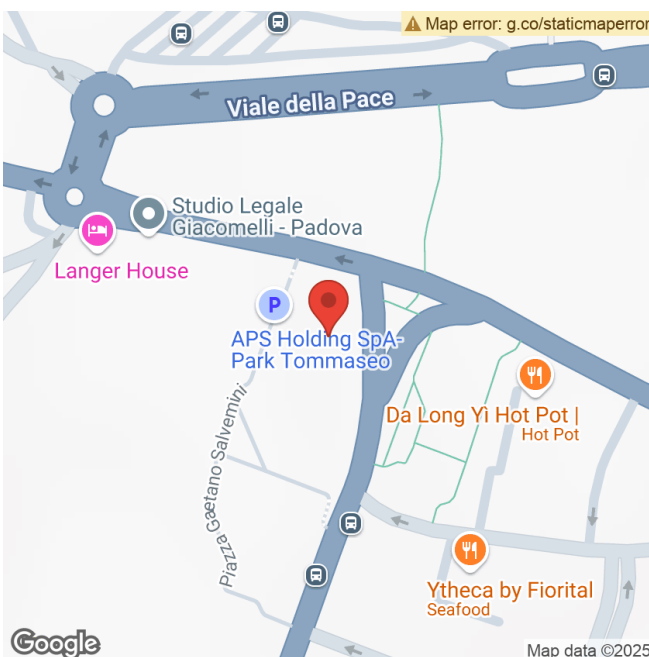 Map error: g.co/staticmaperror
Viale della Pace
Studio Legale
Giacomelli - Padova
Langer House
P
APS Holding SpA-
Park Tommaseo
Piazza Gaetano Salvemini
Da Long Yì Hot Pot |
Hot Pot
Ytheca by Fiorital
Seafood
Google
Map data ©2025